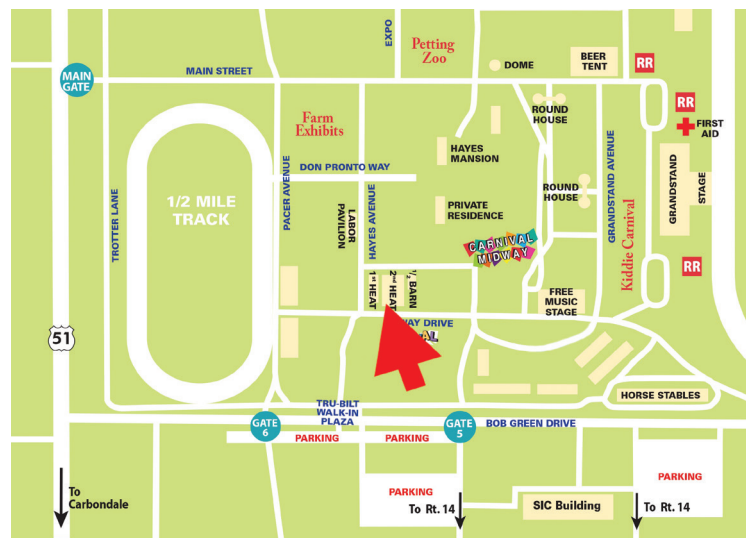 EXPO
Petting
Zoo
BEER
TENT
DOME
RR
MAIN
GATE
MAIN STREET
RR
ROUND
HOUSE
FIRST
AID
Farm
Exhibits
HAYES
MANSION
DON PRONTO WAY
1/2 MILE
TRACK
TROTTER LANE
PACER AVENUE
LABOR
PAVILION
HAYES AVENUE
PRIVATE
RESIDENCE
ROUND
HOUSE
GRANDSTAND AVENUE
Kiddie Carnival
GRANDSTAND
STAGE
CARNIVAL
MIDWAY
RR
1st HEAT
2nd HEAT
1/2 BARN
FREE
MUSIC
STAGE
WAY DRIVE
AL
51
HORSE STABLES
TRU-BILT
WALK-IN
PLAZA
GATE
6
GATE
5
BOB GREEN DRIVE
PARKING
PARKING
PARKING
PARKING
To
Carbondale
To Rt. 14
SIC Building
To Rt. 14